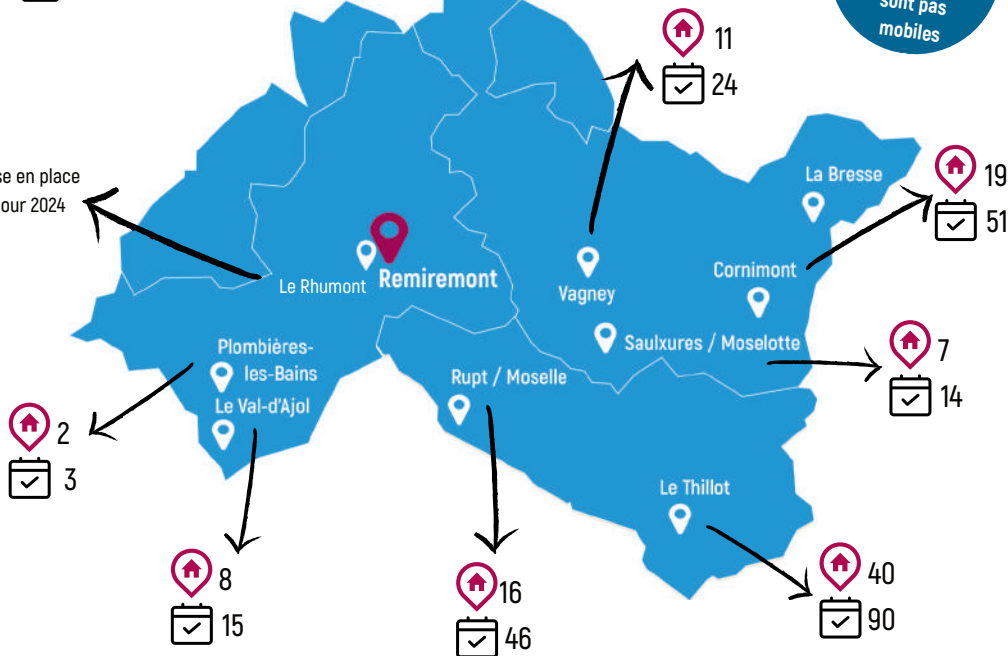 sont pas
mobiles
11
24
La Bresse
19
51
se en place
our 2024
Le Rhumont
Remiremont
Vagney
Cornimont
Saulxures / Moselotte
7
14
Plombières-
les-Bains
Rupt / Moselle
Le Val-d'Ajol
2
3
Le Thillot
8
15
16
46
40
90